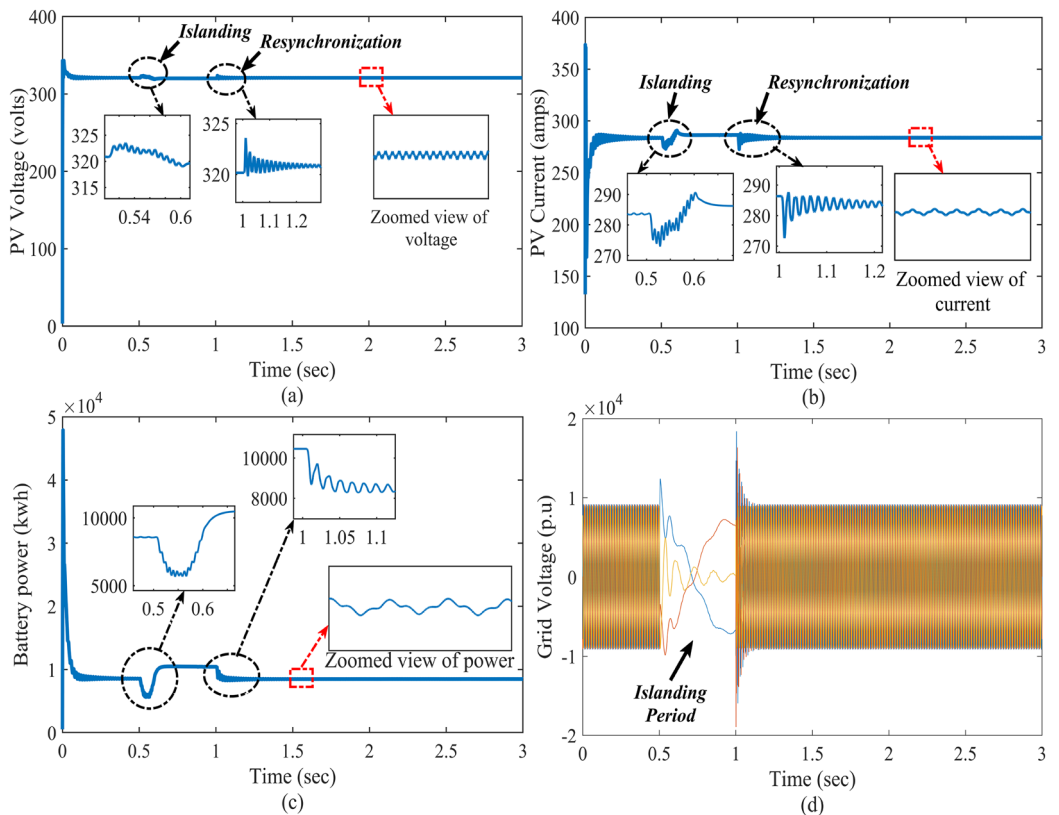 400
300
200
100
0
PV Voltage (volts)
Islanding
Resynchronization
325
321
317
313
0.54 0.6
325
320
1 1.1 1.2
Zoomed view of
voltage
0 0.5 1 1.5 2 2.5 3
Time (sec)
(a)
400
350
300
250
200
150
100
PV Current (amps)
Islanding
Resynchronization
290
280
270
0.5 0.6
290
280
270
1 1.1 1.2
Zoomed view of
current
0 0.5 1 1.5 2 2.5 3
Time (sec)
(b)
×10⁴
5
4
3
2
1
0
Battery power (kwh)
10000
5000
0.5 0.6
10000
8000
1 1.05 1.1
Zoomed view of power
0 0.5 1 1.5 2 2.5 3
Time (sec)
(c)
×10⁴
2
1
0
-1
-2
Grid Voltage (p.u)
Islanding
Period
0 0.5 1 1.5 2 2.5 3
Time (sec)
(d)